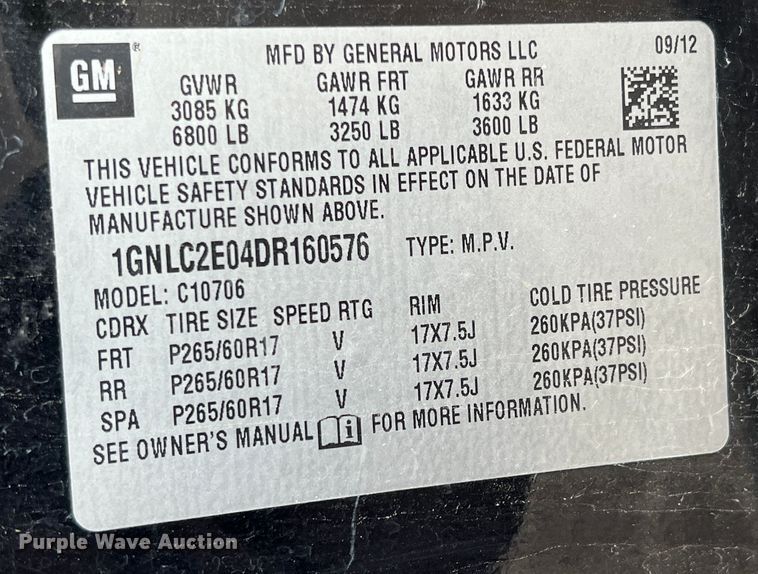 GM ®
MFD BY GENERAL MOTORS LLC 09/12
GVWR GAWR FRT GAWR RR
3085 KG 1474 KG 1633 KG
6800 LB 3250 LB 3600 LB
THIS VEHICLE CONFORMS TO ALL APPLICABLE U.S. FEDERAL MOTOR
VEHICLE SAFETY STANDARDS IN EFFECT ON THE DATE OF
MANUFACTURE SHOWN ABOVE.
1GNLC2E04DR160576 TYPE: M.P.V.
MODEL: C10706
CDRX TIRE SIZE SPEED RTG RIM COLD TIRE PRESSURE
FRT P265/60R17 V 17X7.5J 260KPA(37PSI)
RR P265/60R17 V 17X7.5J 260KPA(37PSI)
SPA P265/60R17 V 17X7.5J 260KPA(37PSI)
SEE OWNER'S MANUAL i FOR MORE INFORMATION.
Purple Wave Auction